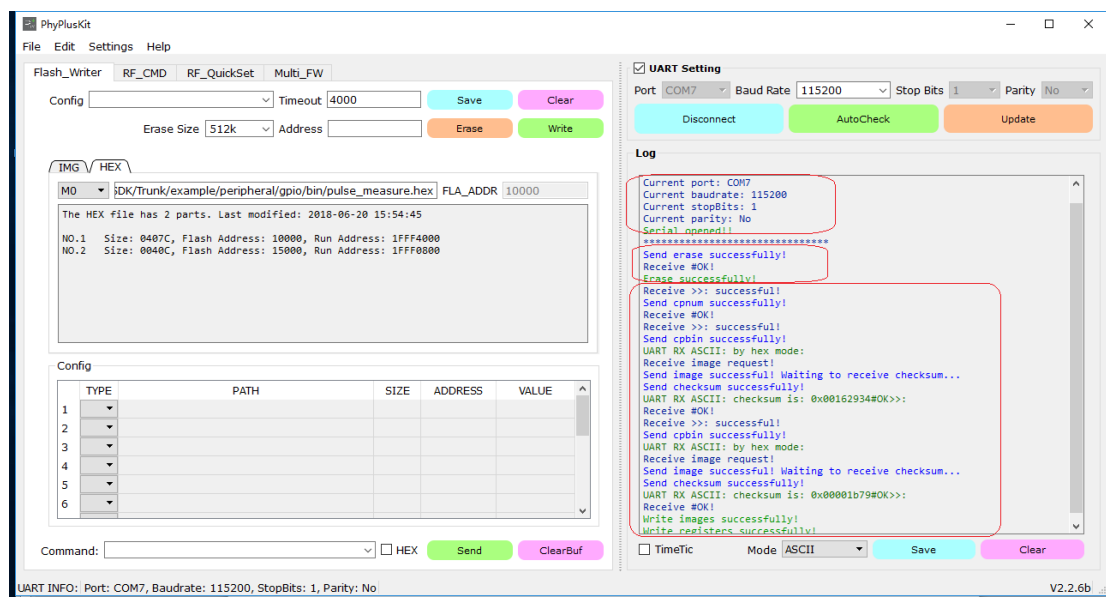 PhyPlusKit
File Edit Settings Help
Flash_Writer RF_CMD RF_QuickSet Multi_FW
Config Timeout 4000 Save Clear
Erase Size 512k Address Erase Write
IMG HEX
M0 SDK/Trunk/example/peripheral/gpio/bin/pulse_measure.hex FLA_ADDR 10000
The HEX file has 2 parts. Last modified: 2018-06-20 15:54:45
NO.1 Size: 0407C, Flash Address: 10000, Run Address: 1FFF4000
NO.2 Size: 0040C, Flash Address: 15000, Run Address: 1FFF0800
Config
TYPE PATH SIZE ADDRESS VALUE
1
2
3
4
5
6
Command: HEX Send ClearBuf
UART Setting
Port COM7 Baud Rate 115200 Stop Bits 1 Parity No
Disconnect AutoCheck Update
Log
Current port: COM7
Current baudrate: 115200
Current stopBits: 1
Current parity: No
Serial opened!!
*******************************
Send erase successfully!
Receive #OK!
Erase successfully!
Receive >>: successful!
Send cpnum successfully!
Receive #OK!
Receive >>: successful!
Send cpbin successfully!
UART RX ASCII: by hex mode:
Receive image request!
Send image successful! Waiting to receive checksum...
Send checksum successfully!
UART RX ASCII: checksum is: 0x00162934#OK>>:
Receive #OK!
Receive >>: successful!
Send cpbin successfully!
UART RX ASCII: by hex mode:
Receive image request!
Send image successful! Waiting to receive checksum...
Send checksum successfully!
UART RX ASCII: checksum is: 0x00001b79#OK>>:
Receive #OK!
Write images successfully!
Write registers successfully!
TimeTic Mode ASCII Save Clear
UART INFO: Port: COM7, Baudrate: 115200, StopBits: 1, Parity: No V2.2.6b